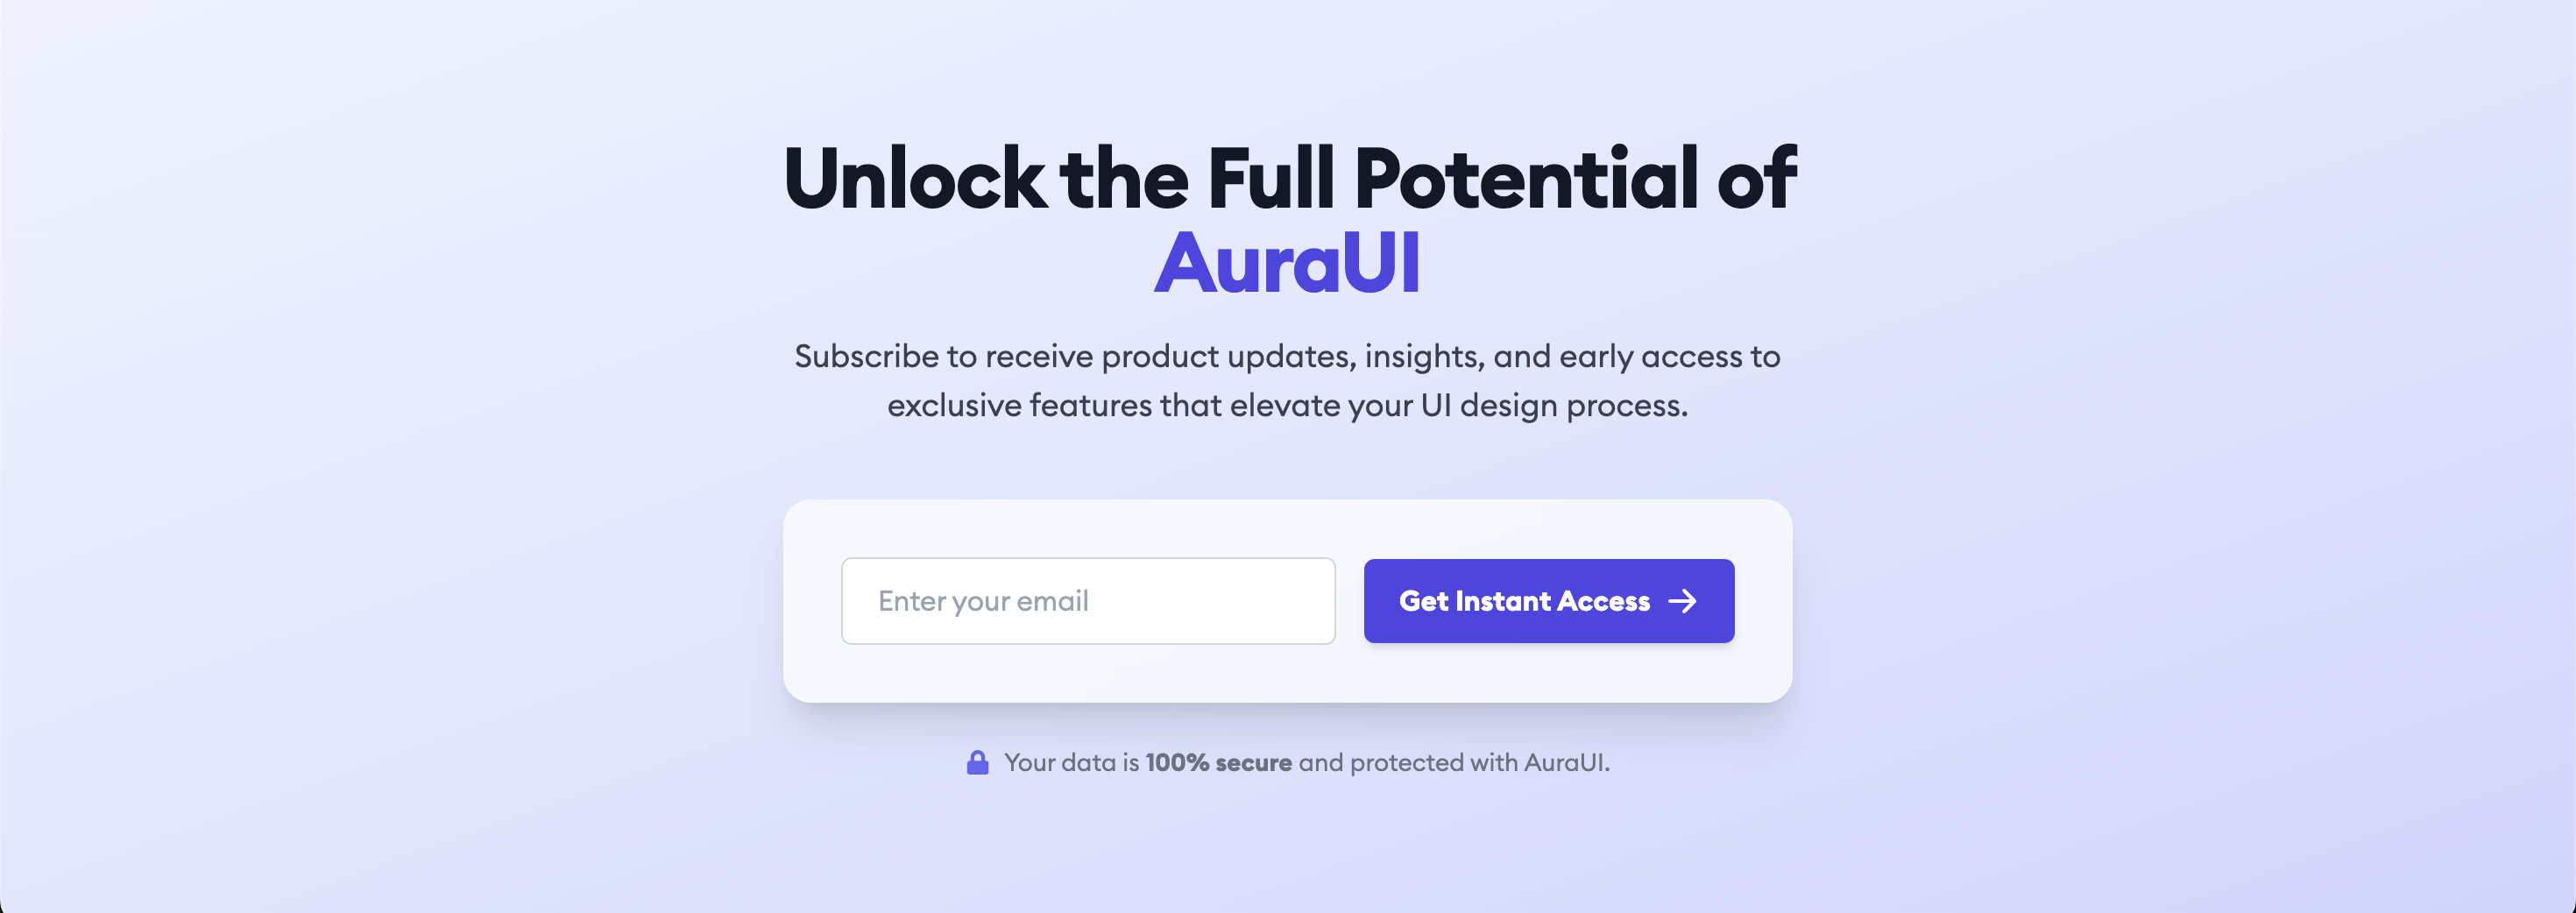 Unlock the Full Potential of
AuraUI
Subscribe to receive product updates, insights, and early access to
exclusive features that elevate your UI design process.
Enter your email
Get Instant Access
Your data is 100% secure and protected with AuraUI.